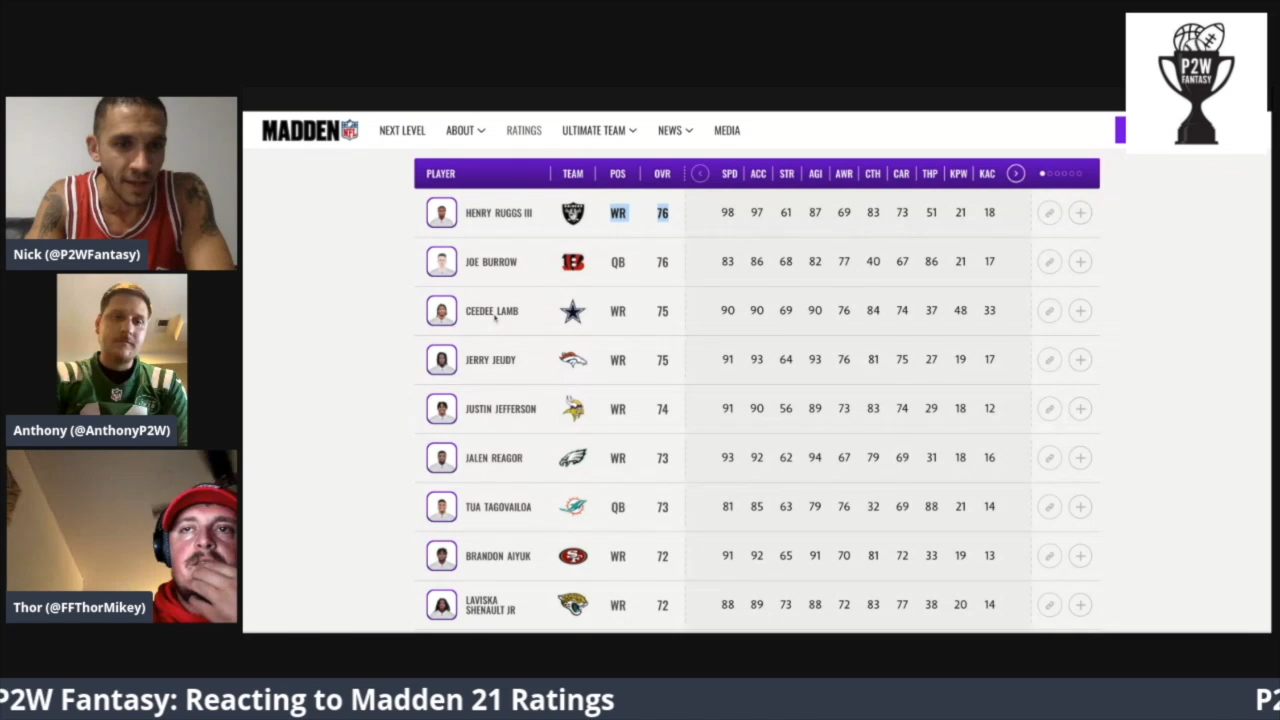 P2W
FANTASY
MADDEN NFL NEXT LEVEL ABOUT RATINGS ULTIMATE TEAM NEWS MEDIA
PLAYER TEAM POS OVR SPD ACC STR AGI AWR CTH CAR THP KPW KAC
HENRY RUGGS III WR 76 98 97 61 87 69 83 73 51 21 18
JOE BURROW QB 76 83 86 68 82 77 40 67 86 21 17
CEEDEE LAMB WR 75 90 90 69 90 76 84 74 37 48 33
JERRY JEUDY WR 75 91 93 64 93 76 81 75 27 19 17
JUSTIN JEFFERSON WR 74 91 90 56 89 73 83 74 29 18 12
JALEN REAGOR WR 73 93 92 62 94 67 79 69 31 18 16
TUA TAGOVAILOA QB 73 81 85 63 79 76 32 69 88 21 14
BRANDON AIYUK WR 72 91 92 65 91 70 81 72 33 19 13
LAVISKA
SHENAULT JR WR 72 88 89 73 88 72 83 77 38 20 14
Nick (@P2WFantasy)
Anthony (@AnthonyP2W)
Thor (@FFThorMikey)
P2W Fantasy: Reacting to Madden 21 Ratings P2